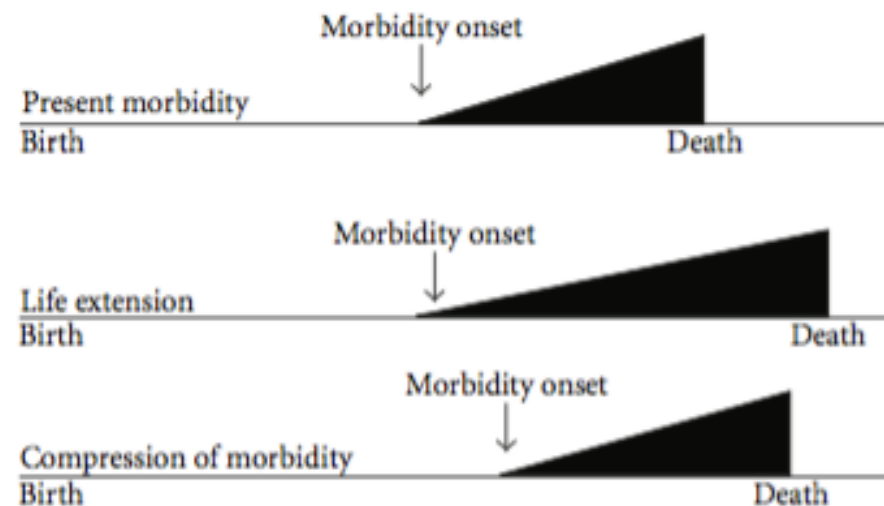 Morbidity onset
Present morbidity
Birth
Death
Morbidity onset
Life extension
Birth
Death
Morbidity onset
Compression of morbidity
Birth
Death